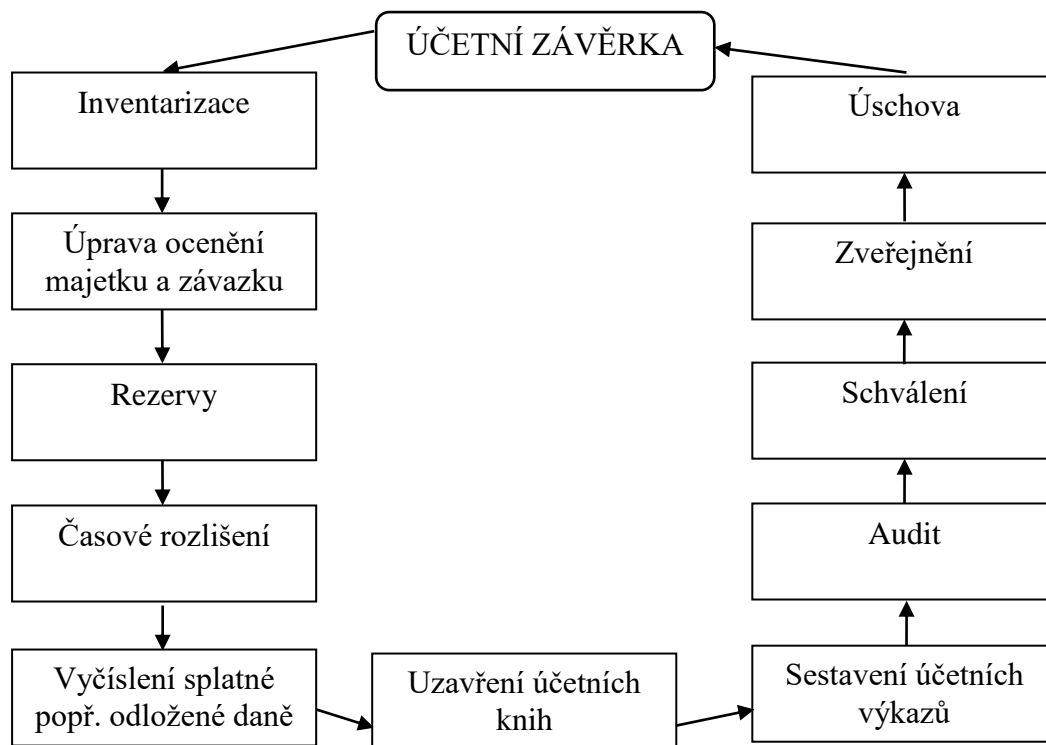 ÚČETNÍ ZÁVĚRKA
Inventarizace
Úprava ocenění
majetku a závazku
Rezervy
Časové rozlišení
Vyčíslení splatné
popř. odložené daně
Uzavření účetních
knih
Sestavení účetních
výkazů
Audit
Schválení
Zveřejnění
Úschova